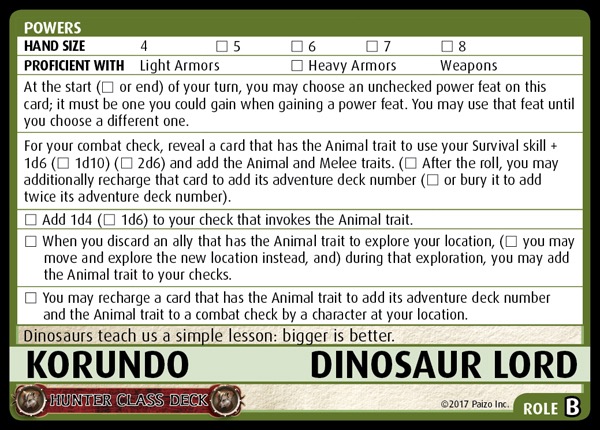 POWERS
HAND SIZE 4 □ 5 □ 6 □ 7 □ 8
PROFICIENT WITH Light Armors □ Heavy Armors Weapons
At the start (□ or end) of your turn, you may choose an unchecked power feat on this
card; it must be one you could gain when gaining a power feat. You may use that feat until
you choose a different one.
For your combat check, reveal a card that has the Animal trait to use your Survival skill +
1d6 (□ 1d10) (□ 2d6) and add the Animal and Melee traits. (□ After the roll, you may
additionally recharge that card to add its adventure deck number (□ or bury it to add
twice its adventure deck number).
□ Add 1d4 (□ 1d6) to your check that invokes the Animal trait.
□ When you discard an ally that has the Animal trait to explore your location, (□ you may
move and explore the new location instead, and) during that exploration, you may add
the Animal trait to your checks.
□ You may recharge a card that has the Animal trait to add its adventure deck number
and the Animal trait to a combat check by a character at your location.
Dinosaurs teach us a simple lesson: bigger is better.
KORUNDO DINOSAUR LORD
HUNTER CLASS DECK
©2017 Paizo Inc. ROLE B